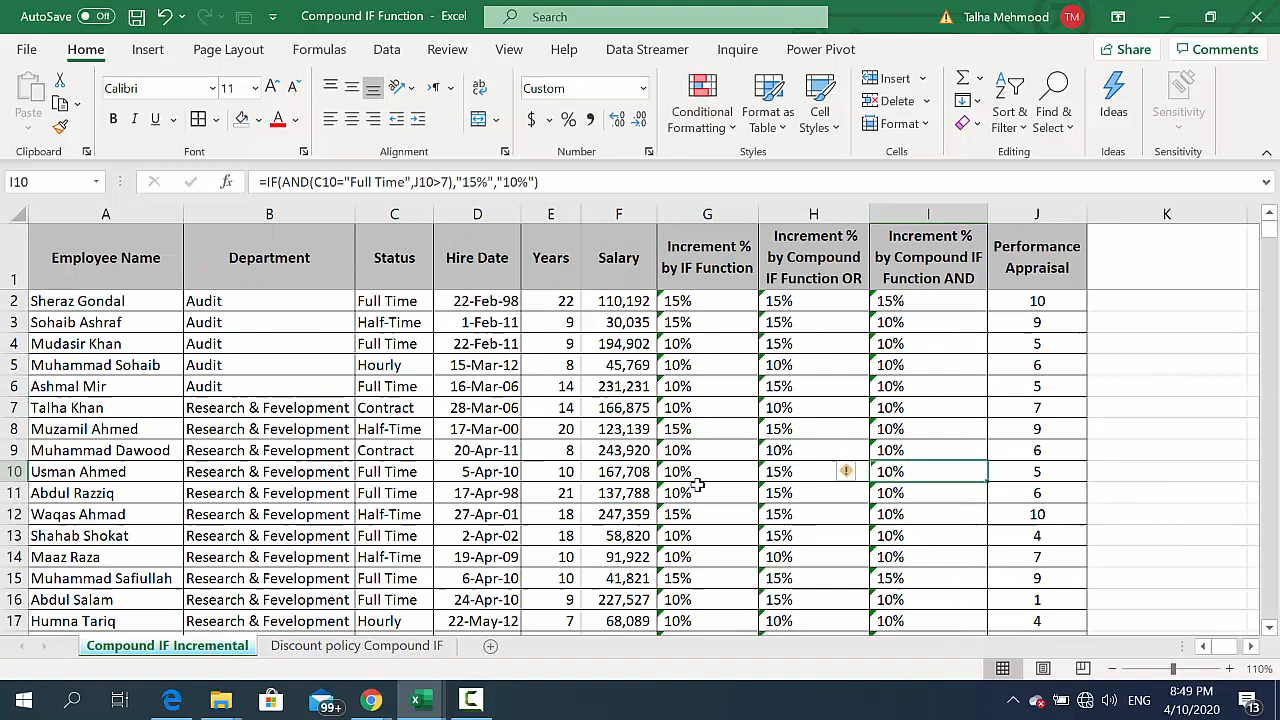 AutoSave Off Compound IF Function - Excel Search Talha Mehmood TM
File Home Insert Page Layout Formulas Data Review View Help Data Streamer Inquire Power Pivot Share Comments
Paste Calibri 11 B I U A ab Custom $ % Conditional Formatting Format as Table Cell Styles Insert Delete Format Sort & Filter Find & Select Ideas Sensitivity
Clipboard Font Alignment Number Styles Cells Editing Ideas Sensitivity
I10 fx =IF(AND(C10="Full Time",J10>7),"15%","10%")
A B C D E F G H I J K
1 Employee Name Department Status Hire Date Years Salary Increment % by IF Function Increment % by Compound IF Function OR Increment % by Compound IF Function AND Performance Appraisal
2 Sheraz Gondal Audit Full Time 22-Feb-98 22 110,192 15% 15% 15% 10
3 Sohaib Ashraf Audit Half-Time 1-Feb-11 9 30,035 15% 15% 10% 9
4 Mudasir Khan Audit Full Time 22-Feb-11 9 194,902 10% 15% 10% 5
5 Muhammad Sohaib Audit Hourly 15-Mar-12 8 45,769 10% 10% 10% 6
6 Ashmal Mir Audit Full Time 16-Mar-06 14 231,231 10% 15% 10% 5
7 Talha Khan Research & Fevelopment Contract 28-Mar-06 14 166,875 10% 10% 10% 7
8 Muzamil Ahmed Research & Fevelopment Half-Time 17-Mar-00 20 123,139 15% 15% 10% 9
9 Muhammad Dawood Research & Fevelopment Contract 20-Apr-11 8 243,920 10% 10% 10% 6
10 Usman Ahmed Research & Fevelopment Full Time 5-Apr-10 10 167,708 10% 15% 10% 5
11 Abdul Razziq Research & Fevelopment Full Time 17-Apr-98 21 137,788 10% 15% 10% 6
12 Waqas Ahmad Research & Fevelopment Half-Time 27-Apr-01 18 247,359 15% 15% 10% 10
13 Shahab Shokat Research & Fevelopment Full Time 2-Apr-02 18 58,820 10% 15% 10% 4
14 Maaz Raza Research & Fevelopment Half-Time 19-Apr-09 10 91,922 10% 10% 10% 7
15 Muhammad Safiullah Research & Fevelopment Full Time 6-Apr-10 10 41,821 15% 15% 15% 9
16 Abdul Salam Research & Fevelopment Full Time 24-Apr-10 9 227,527 10% 15% 10% 1
17 Humna Tariq Research & Fevelopment Hourly 22-May-12 7 68,089 10% 10% 10% 4
Compound IF Incremental Discount policy Compound IF
110%
99+ ENG 8:49 PM 4/10/2020 13